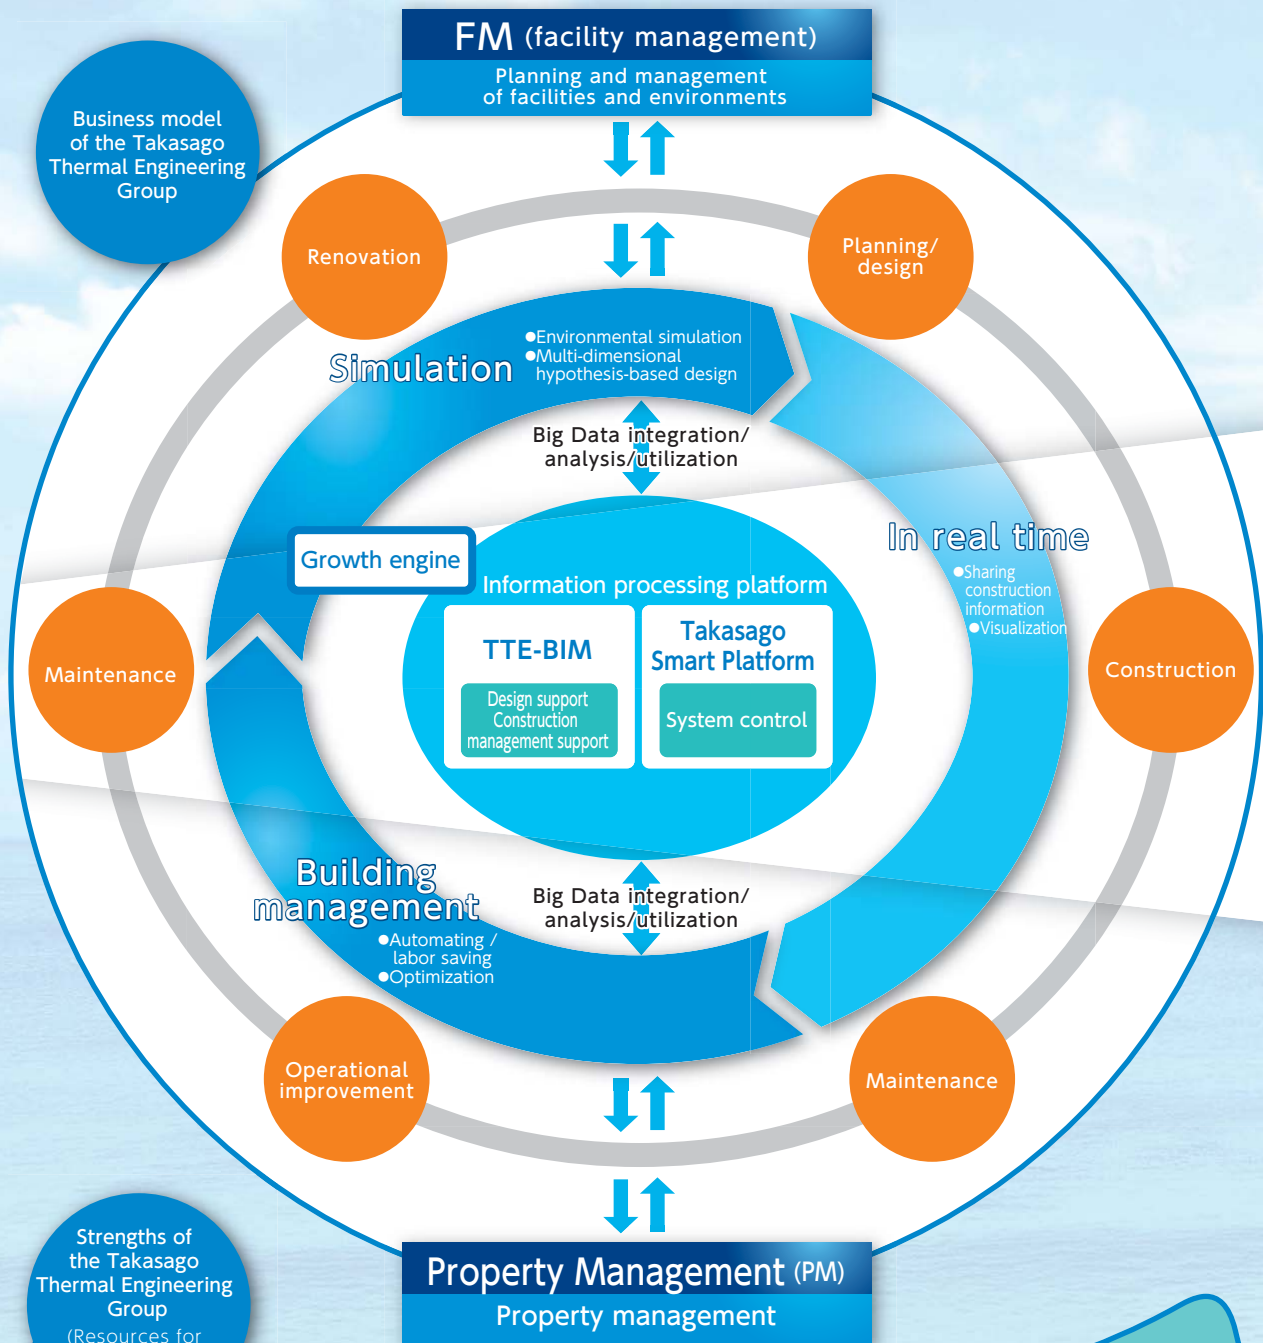 FM (facility management)
Planning and management
of facilities and environments
Business model
of the Takasago
Thermal Engineering
Group
Renovation
Planning/
design
Simulation
●Environmental simulation
●Multi-dimensional
hypothesis-based design
Big Data integration/
analysis/utilization
In real time
●Sharing
construction
information
●Visualization
Growth engine
Information processing platform
TTE-BIM
Design support
Construction
management support
Takasago
Smart Platform
System control
Maintenance
Construction
Building
management
●Automating /
labor saving
●Optimization
Big Data integration/
analysis/utilization
Operational
improvement
Maintenance
Strengths of
the Takasago
Thermal Engineering
Group
(Resources for
Property Management (PM)
Property management